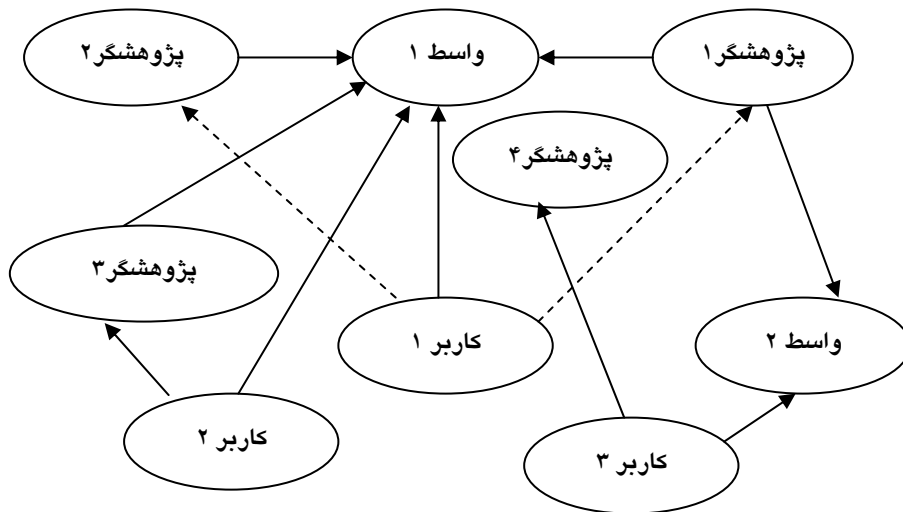 پژوهشگر۱
واسط ۱
پژوهشگر۲
پژوهشگر۴
پژوهشگر۳
واسط ۲
کاربر ۱
کاربر ۲
کاربر ۳